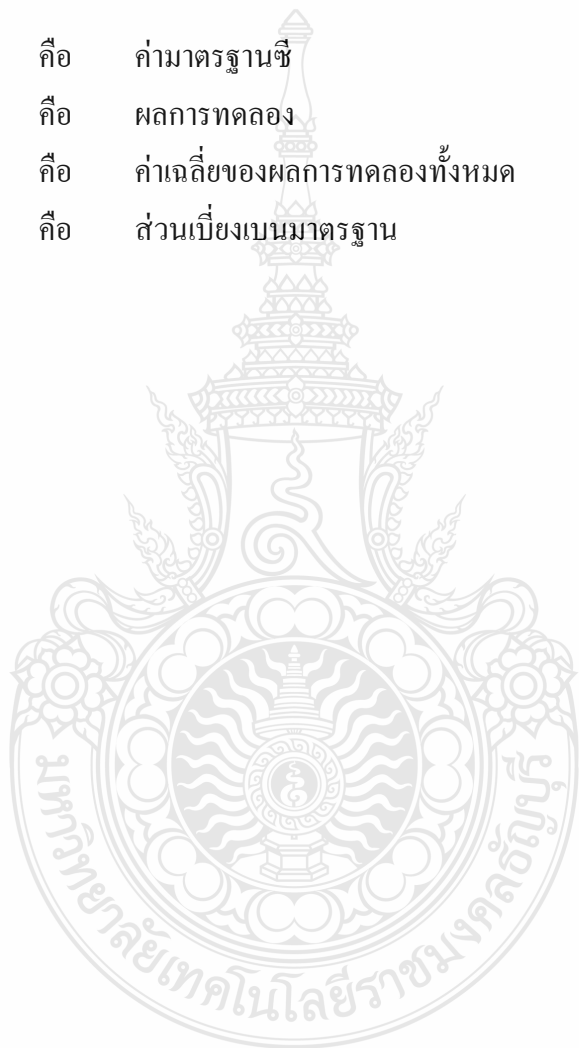 คือ ค่ามาตรฐานซี
คือ ผลการทดลอง
คือ ค่าเฉลี่ยของผลการทดลองทั้งหมด
คือ ส่วนเบี่ยงเบนมาตรฐาน
มหาวิทยาลัยเทคโนโลยีราชมงคลธัญบุรี